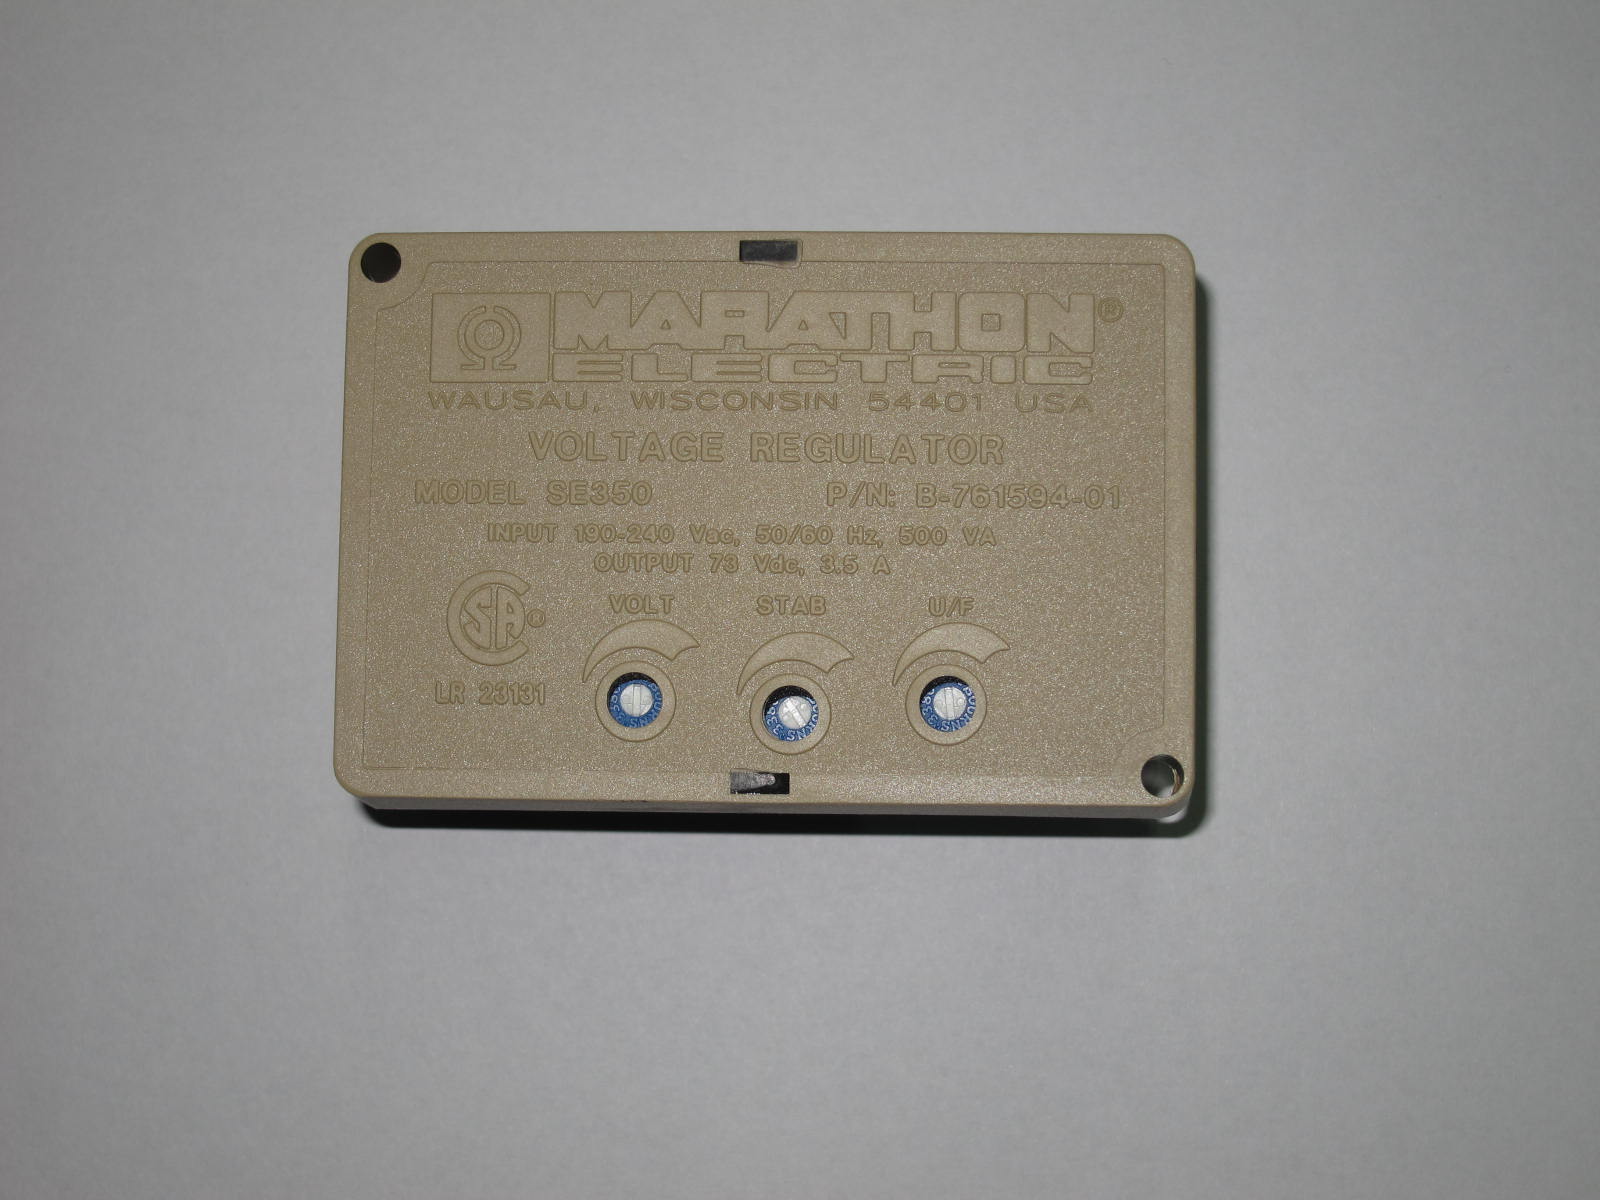 MARATHON®
ELECTRIC
WAUSAU, WISCONSIN 54401 USA
VOLTAGE REGULATOR
MODEL SE350 P/N: B-761594-01
INPUT 190-240 Vac, 50/60 Hz, 500 VA
OUTPUT 73 Vdc, 3.5 A
VOLT STAB U/F
SA®
LR 23131